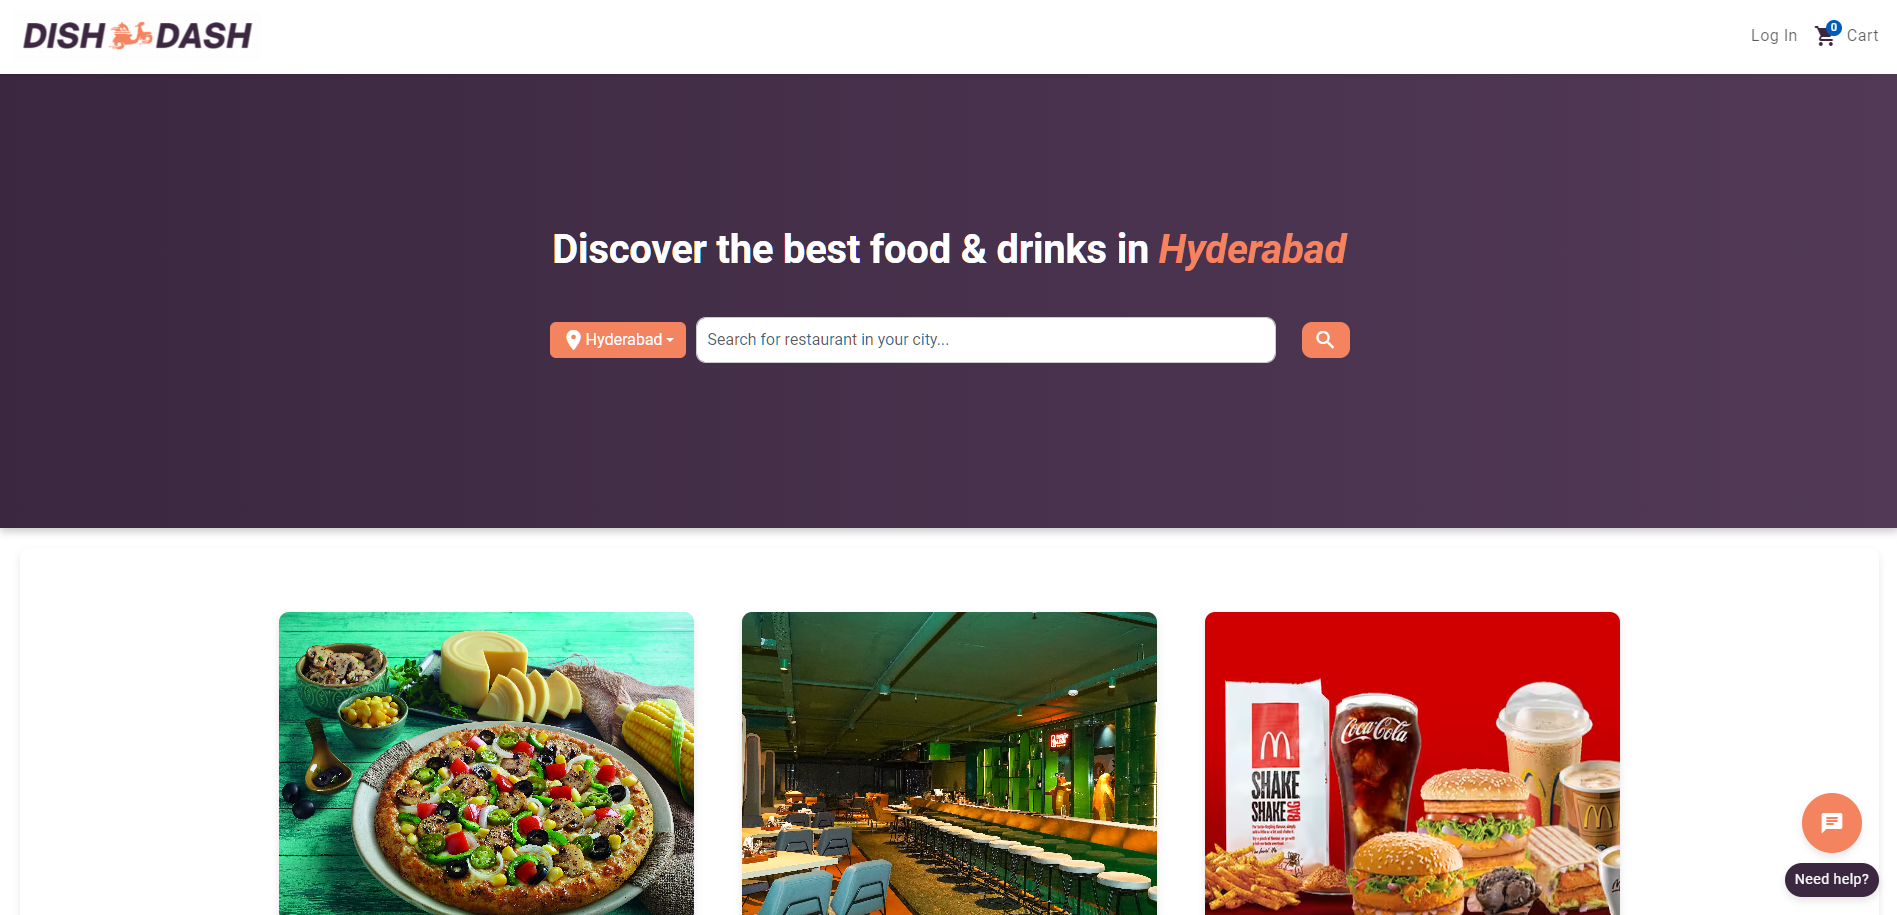 DISH DASH
Log In
0
Cart
Discover the best food & drinks in Hyderabad
Hyderabad
Search for restaurant in your city...
SHAKE
SHAKE
BAG
Coca-Cola
Need help?